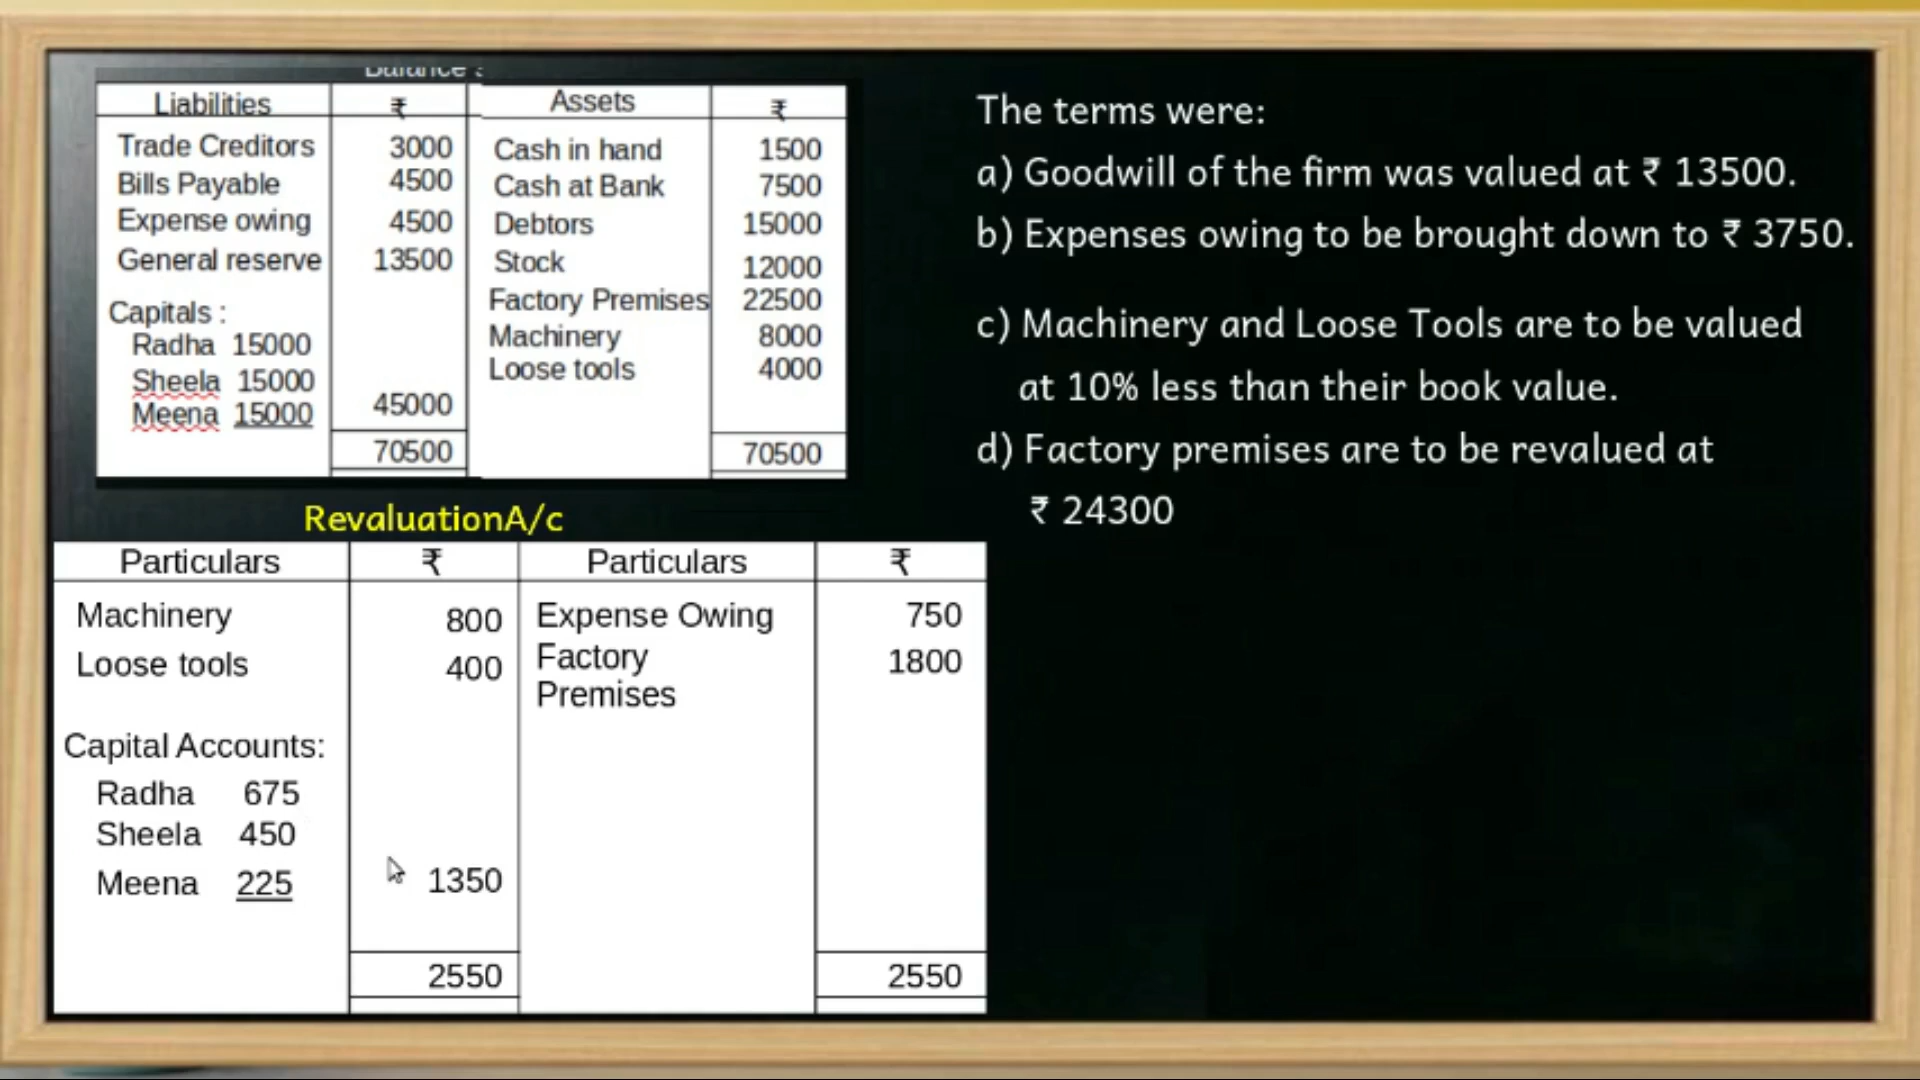 Balance
Liabilities ₹ Assets ₹
Trade Creditors 3000 Cash in hand 1500
Bills Payable 4500 Cash at Bank 7500
Expense owing 4500 Debtors 15000
General reserve 13500 Stock 12000
Factory Premises 22500
Capitals :
Machinery 8000
Radha 15000
Loose tools 4000
Sheela 15000
Meena 15000 45000
70500 70500
The terms were:
a) Goodwill of the firm was valued at ₹ 13500.
b) Expenses owing to be brought down to ₹ 3750.
c) Machinery and Loose Tools are to be valued
at 10% less than their book value.
d) Factory premises are to be revalued at
₹ 24300
RevaluationA/c
Particulars ₹ Particulars ₹
Machinery 800 Expense Owing 750
Loose tools 400 Factory 1800
Premises
Capital Accounts:
Radha 675
Sheela 450
Meena 225 1350
2550 2550